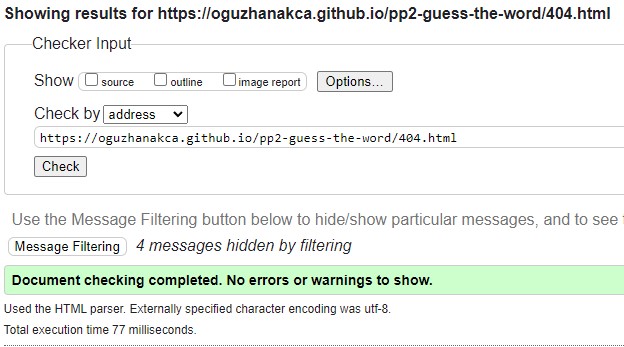 Showing results for https://oguzhanakca.github.io/pp2-guess-the-word/404.html
Checker Input
Show source outline image report Options...
Check by address
https://oguzhanakca.github.io/pp2-guess-the-word/404.html
Check
Use the Message Filtering button below to hide/show particular messages, and to see
Message Filtering 4 messages hidden by filtering
Document checking completed. No errors or warnings to show.
Used the HTML parser. Externally specified character encoding was utf-8.
Total execution time 77 milliseconds.